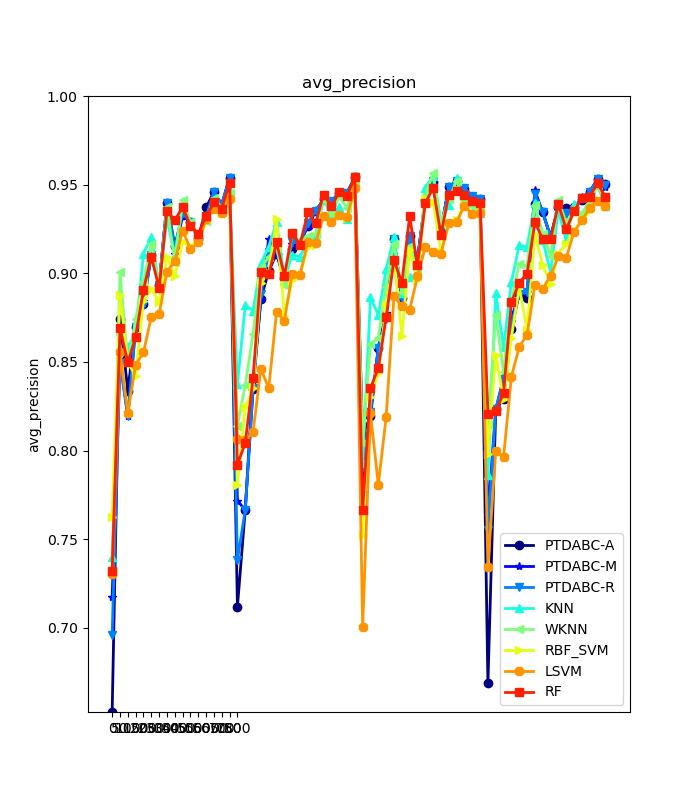 avg_precision
1.00
0.95
0.90
0.85
0.80
0.75
0.70
avg_precision
PTDABC-A
PTDABC-M
PTDABC-R
KNN
WKNN
RBF_SVM
LSVM
RF